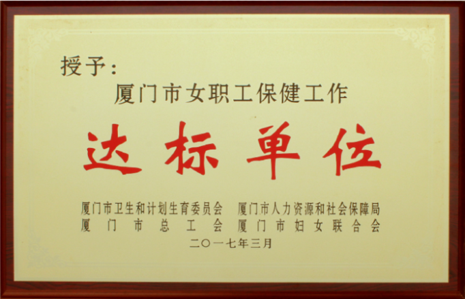 授予：
厦门市女职工保健工作
达标单位
厦门市卫生和计划生育委员会 厦门市人力资源和社会保障局
厦门市总工会 厦门市妇女联合会
二〇一七年三月